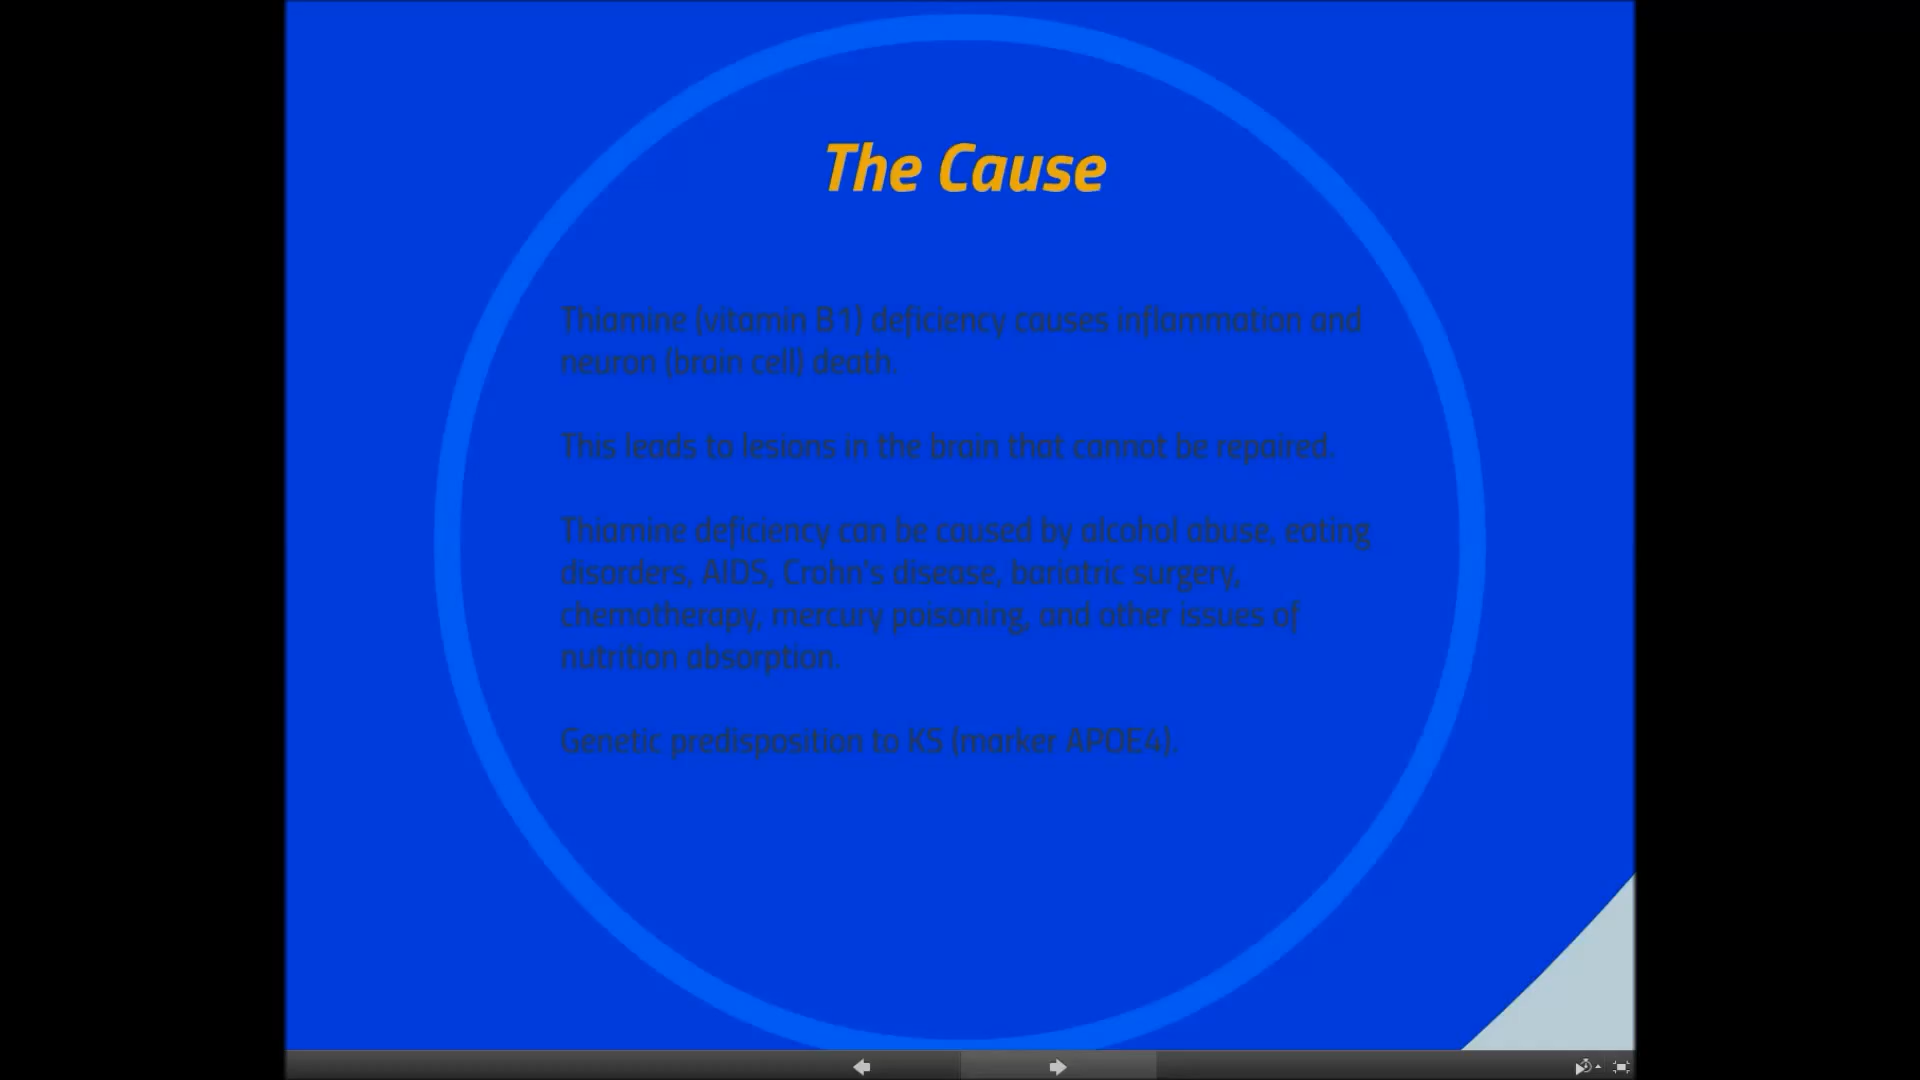 The Cause
Thiamine (vitamin B1) deficiency causes inflammation and
neuron (brain cell) death.
This leads to lesions in the brain that cannot be repaired.
Thiamine deficiency can be caused by alcohol abuse, eating
disorders, AIDS, Crohn's disease, bariatric surgery,
chemotherapy, mercury poisoning, and other issues of
nutrition absorption.
Genetic predisposition to KS (marker APOE4).